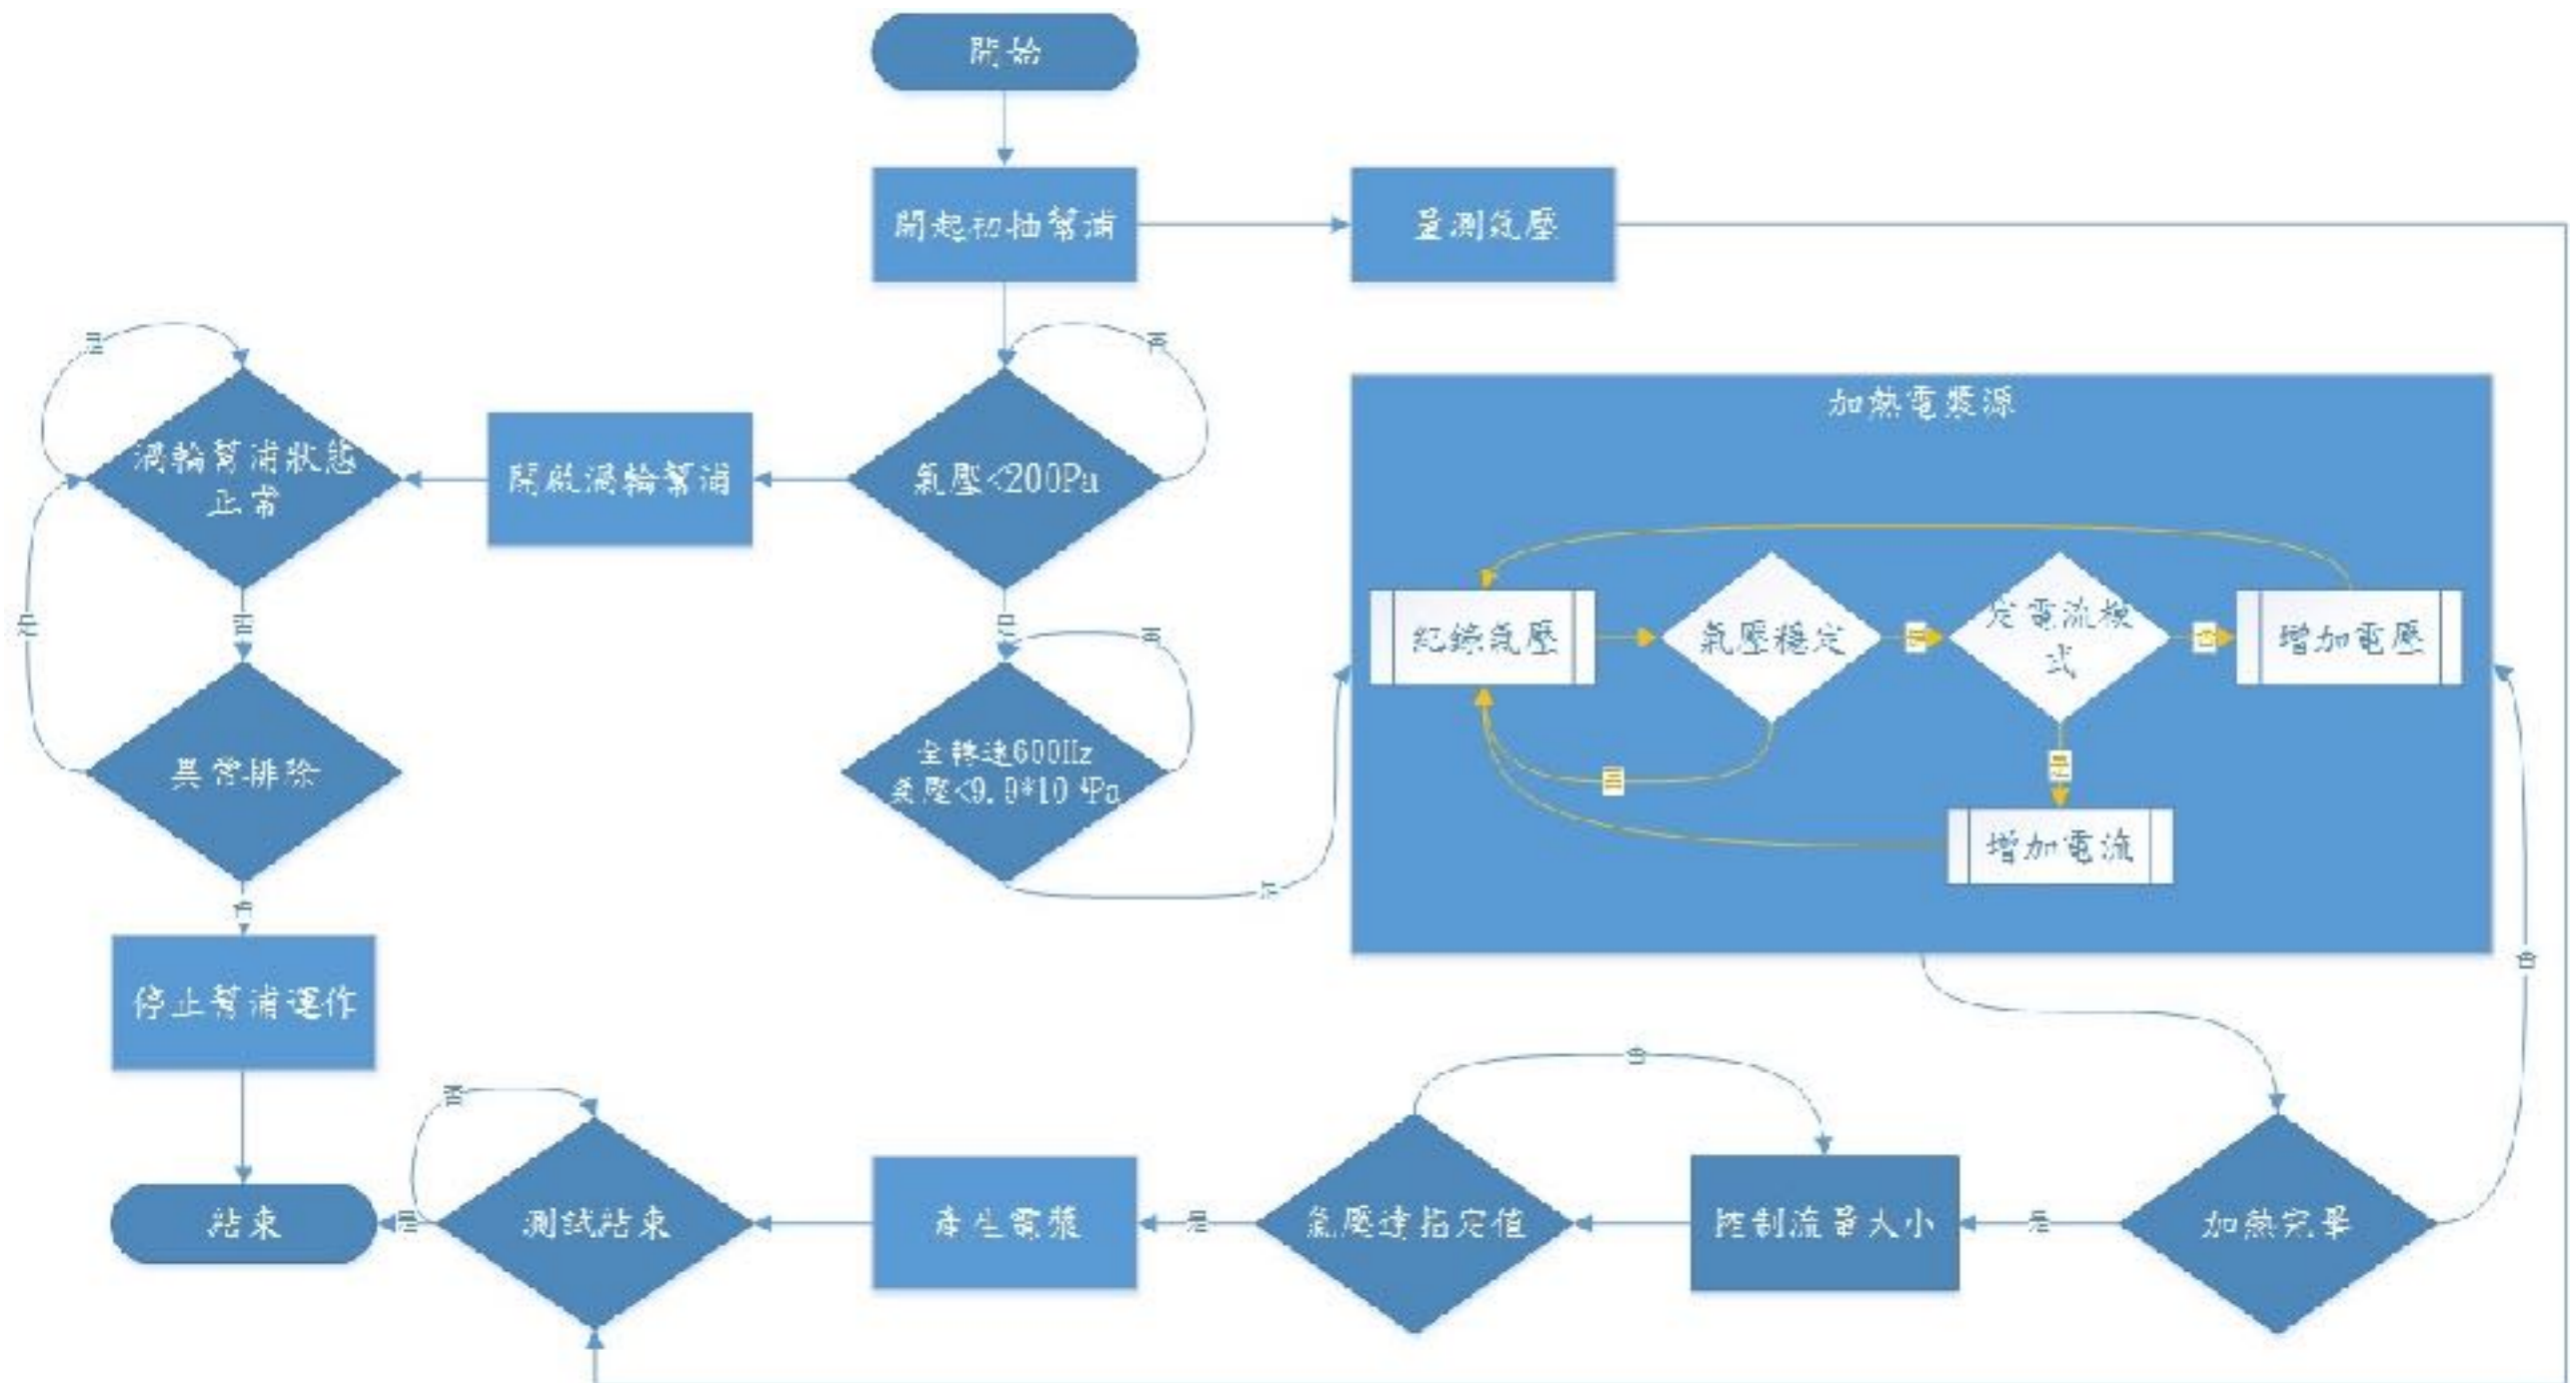 開始
開起初抽幫浦
量測氣壓
渦輪幫浦狀態
正常
開啟渦輪幫浦
氣壓<200Pa
否
加熱電漿源
紀錄氣壓
氣壓穩定
定電流模
式
增加電壓
增加電流
異常排除
全轉速600Hz
停止幫浦運作
結束
是
測試結束
否
產生電漿
是
氣壓達指定值
否
控制流量大小
是
加熱完畢
否